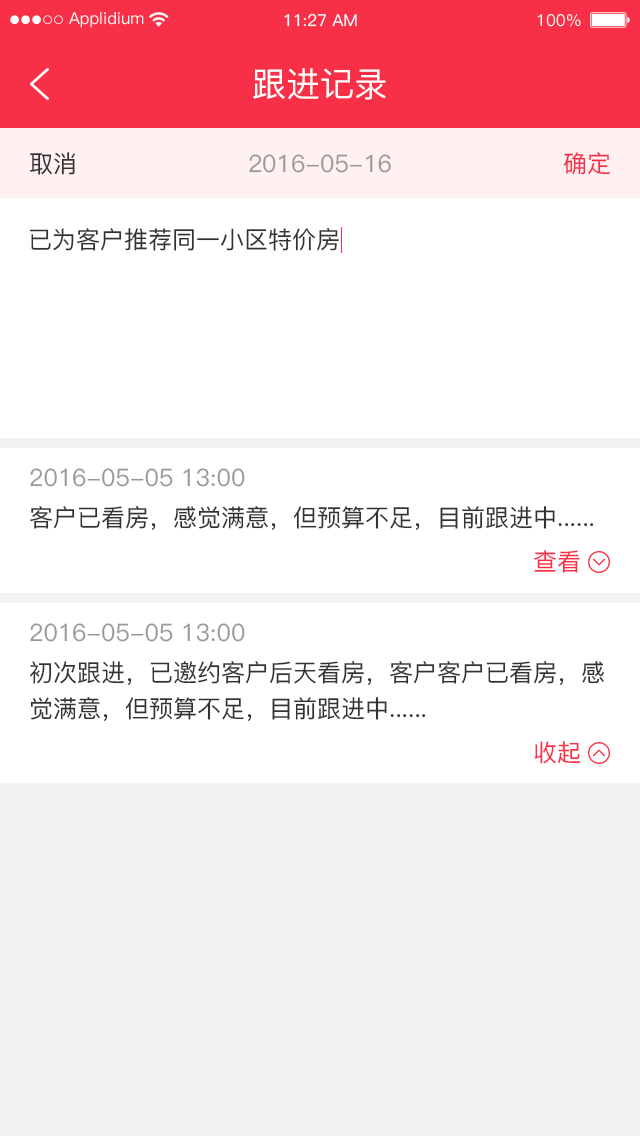 Applidium 11:27 AM 100%
跟进记录
取消 2016-05-16 确定
已为客户推荐同一小区特价房
2016-05-05 13:00
客户已看房，感觉满意，但预算不足，目前跟进中......
查看
2016-05-05 13:00
初次跟进，已邀约客户后天看房，客户客户已看房，感
觉满意，但预算不足，目前跟进中......
收起